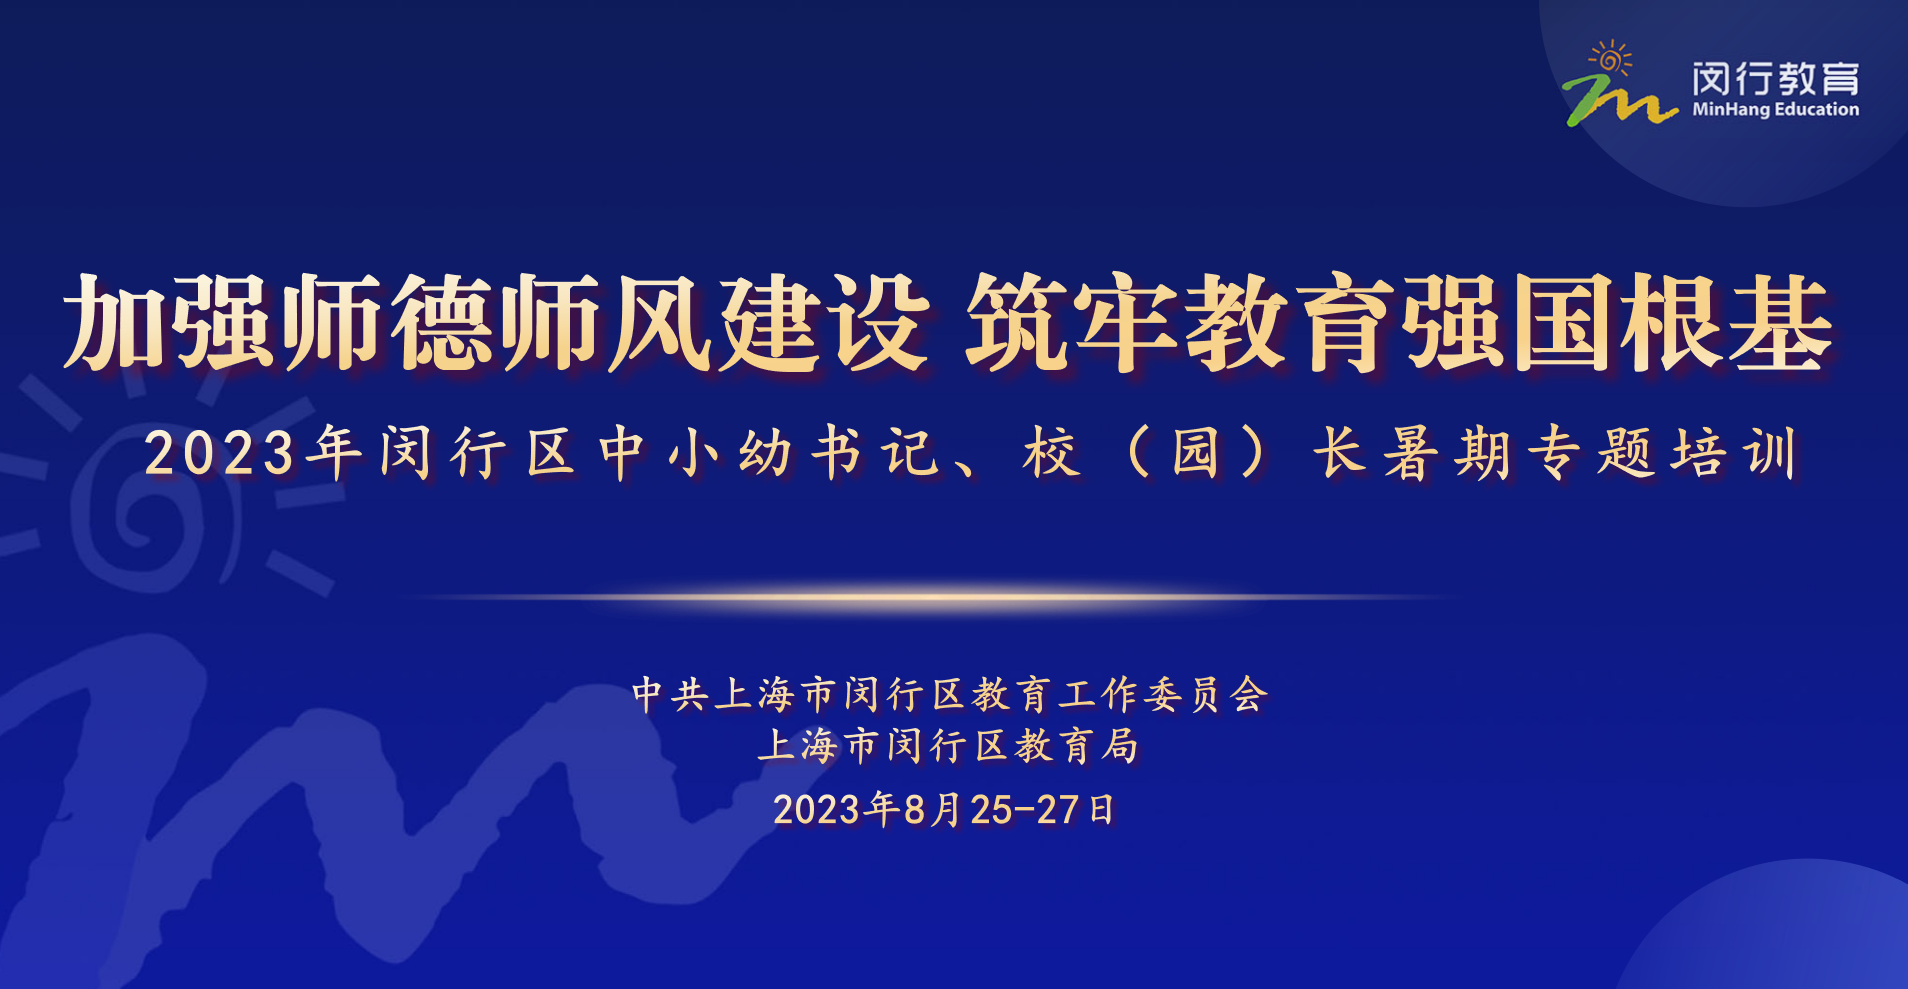 闵行教育
MinHang Education
加强师德师风建设 筑牢教育强国根基
2023年闵行区中小幼书记、校（园）长暑期专题培训
中共上海市闵行区教育工作委员会
上海市闵行区教育局
2023年8月25-27日